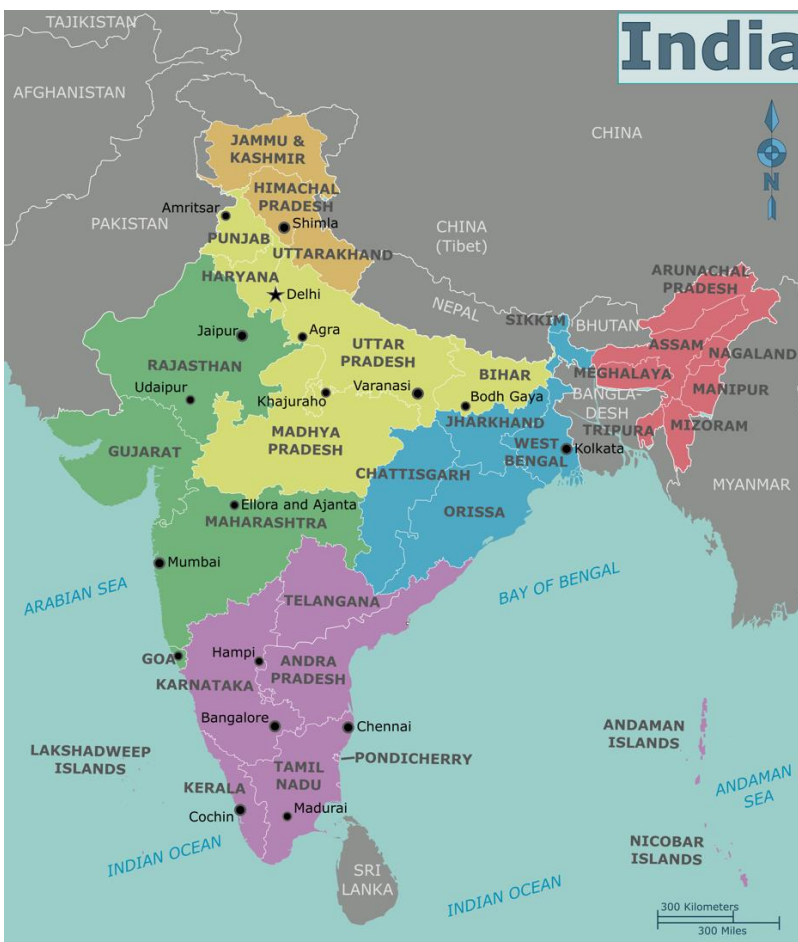 TAJIKISTAN
India
AFGHANISTAN
CHINA
JAMMU &
KASHMIR
HIMACHAL
PRADESH
N
Amritsar
PAKISTAN
Shimla
CHINA
(Tibet)
PUNJAB
UTTARAKHAND
HARYANA
ARUNACHAL
PRADESH
Delhi
NEPAL
SIKKIM
BHUTAN
Jaipur
Agra
UTTAR
PRADESH
ASSAM
NAGALAND
RAJASTHAN
BIHAR
MEGHALAYA
Udaipur
Khajuraho
Varanasi
Bodh Gaya
BANGLA-
DESH
MANIPUR
JHARKHAND
TRIPURA
MIZORAM
MADHYA
PRADESH
WEST
BENGAL
Kolkata
GUJARAT
CHATTISGARH
MYANMAR
Ellora and Ajanta
MAHARASHTRA
ORISSA
Mumbai
ARABIAN SEA
BAY OF BENGAL
TELANGANA
GOA
Hampi
ANDRA
PRADESH
KARNATAKA
Bangalore
Chennai
ANDAMAN
ISLANDS
LAKSHADWEEP
ISLANDS
PONDICHERRY
TAMIL
NADU
ANDAMAN
SEA
KERALA
Cochin
Madurai
INDIAN OCEAN
NICOBAR
ISLANDS
SRI
LANKA
INDIAN OCEAN
300 Kilometers
300 Miles